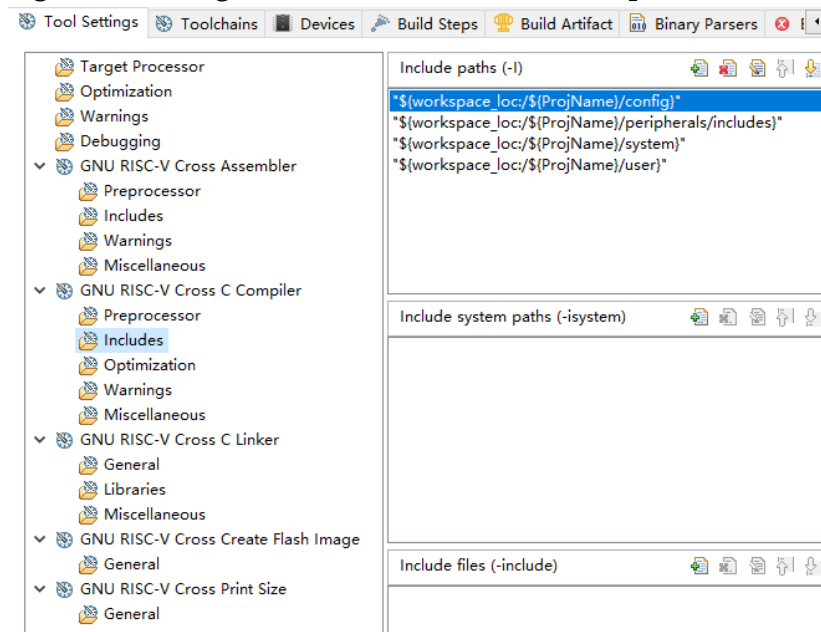 Tool Settings Toolchains Devices Build Steps Build Artifact Binary Parsers
Target Processor
Optimization
Warnings
Debugging
GNU RISC-V Cross Assembler
Preprocessor
Includes
Warnings
Miscellaneous
GNU RISC-V Cross C Compiler
Preprocessor
Includes
Optimization
Warnings
Miscellaneous
GNU RISC-V Cross C Linker
General
Libraries
Miscellaneous
GNU RISC-V Cross Create Flash Image
General
GNU RISC-V Cross Print Size
General
Include paths (-I)
"${workspace_loc:/${ProjName}/config}"
"${workspace_loc:/${ProjName}/peripherals/includes}"
"${workspace_loc:/${ProjName}/system}"
"${workspace_loc:/${ProjName}/user}"
Include system paths (-isystem)
Include files (-include)